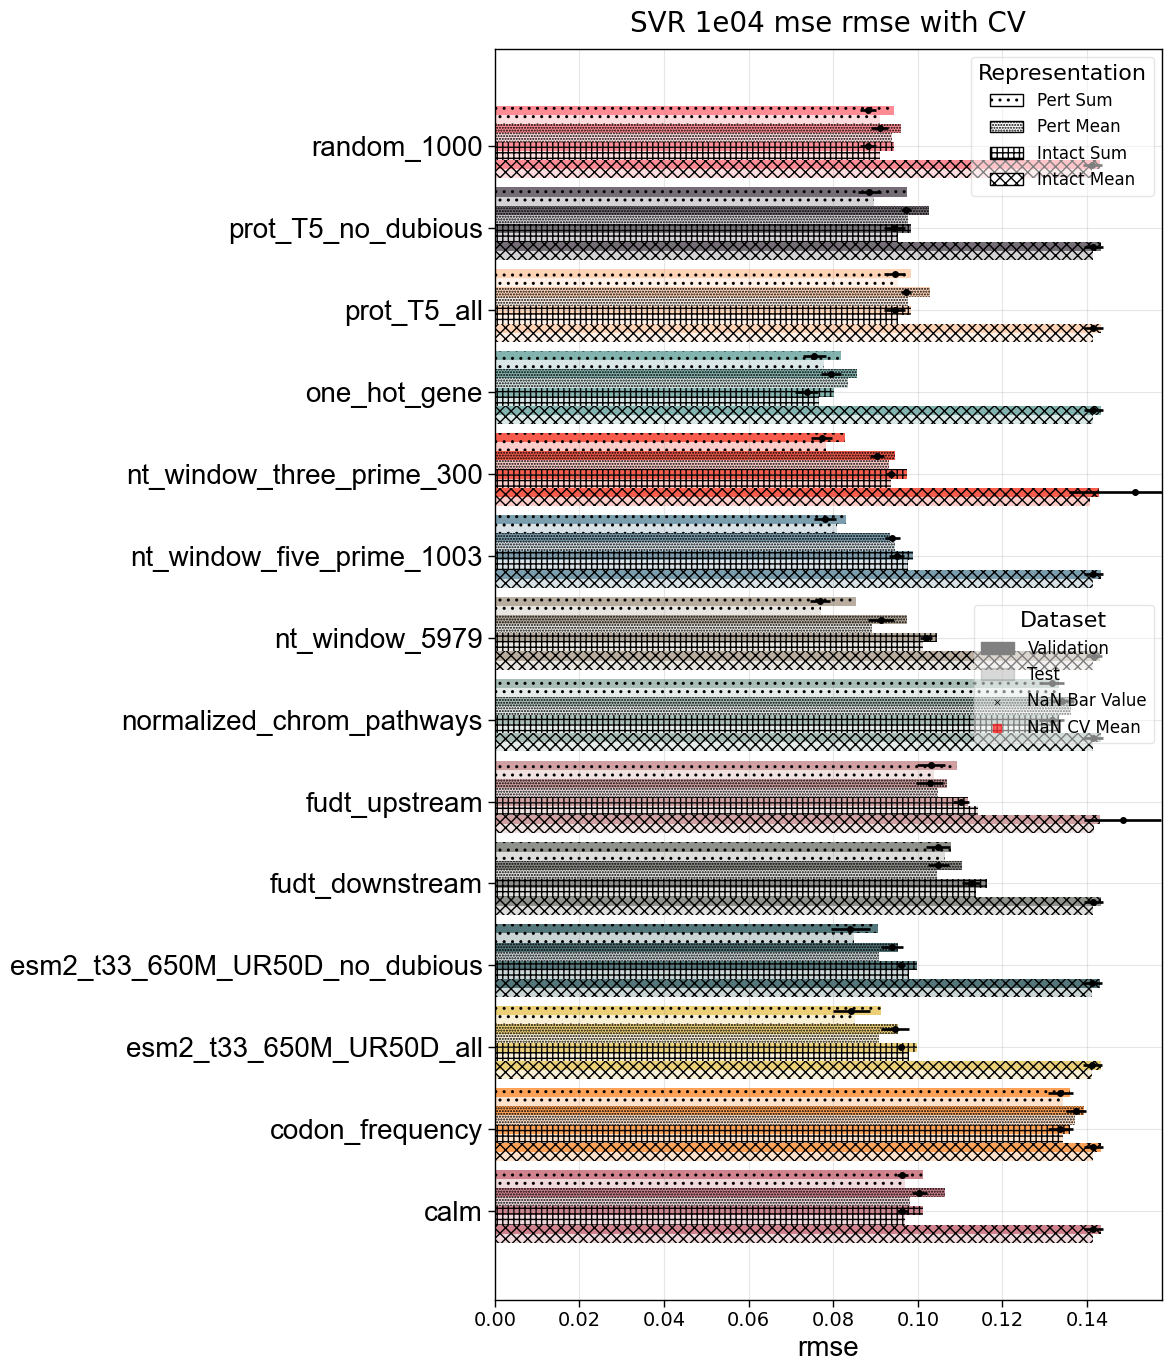 SVR 1e04 mse rmse with CV
Representation
Pert Sum
Pert Mean
Intact Sum
Intact Mean
random_1000
prot_T5_no_dubious
prot_T5_all
one_hot_gene
nt_window_three_prime_300
nt_window_five_prime_1003
nt_window_5979
Dataset
Validation
Test
NaN Bar Value
NaN CV Mean
normalized_chrom_pathways
fudt_upstream
fudt_downstream
esm2_t33_650M_UR50D_no_dubious
esm2_t33_650M_UR50D_all
codon_frequency
calm
0.00 0.02 0.04 0.06 0.08 0.10 0.12 0.14
rmse